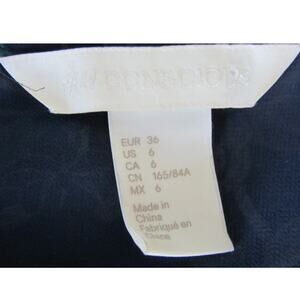 EUR 36
US 6
CA 6
CN 165/84A
MX 6
Made in
China
Fabriqué en
Chine